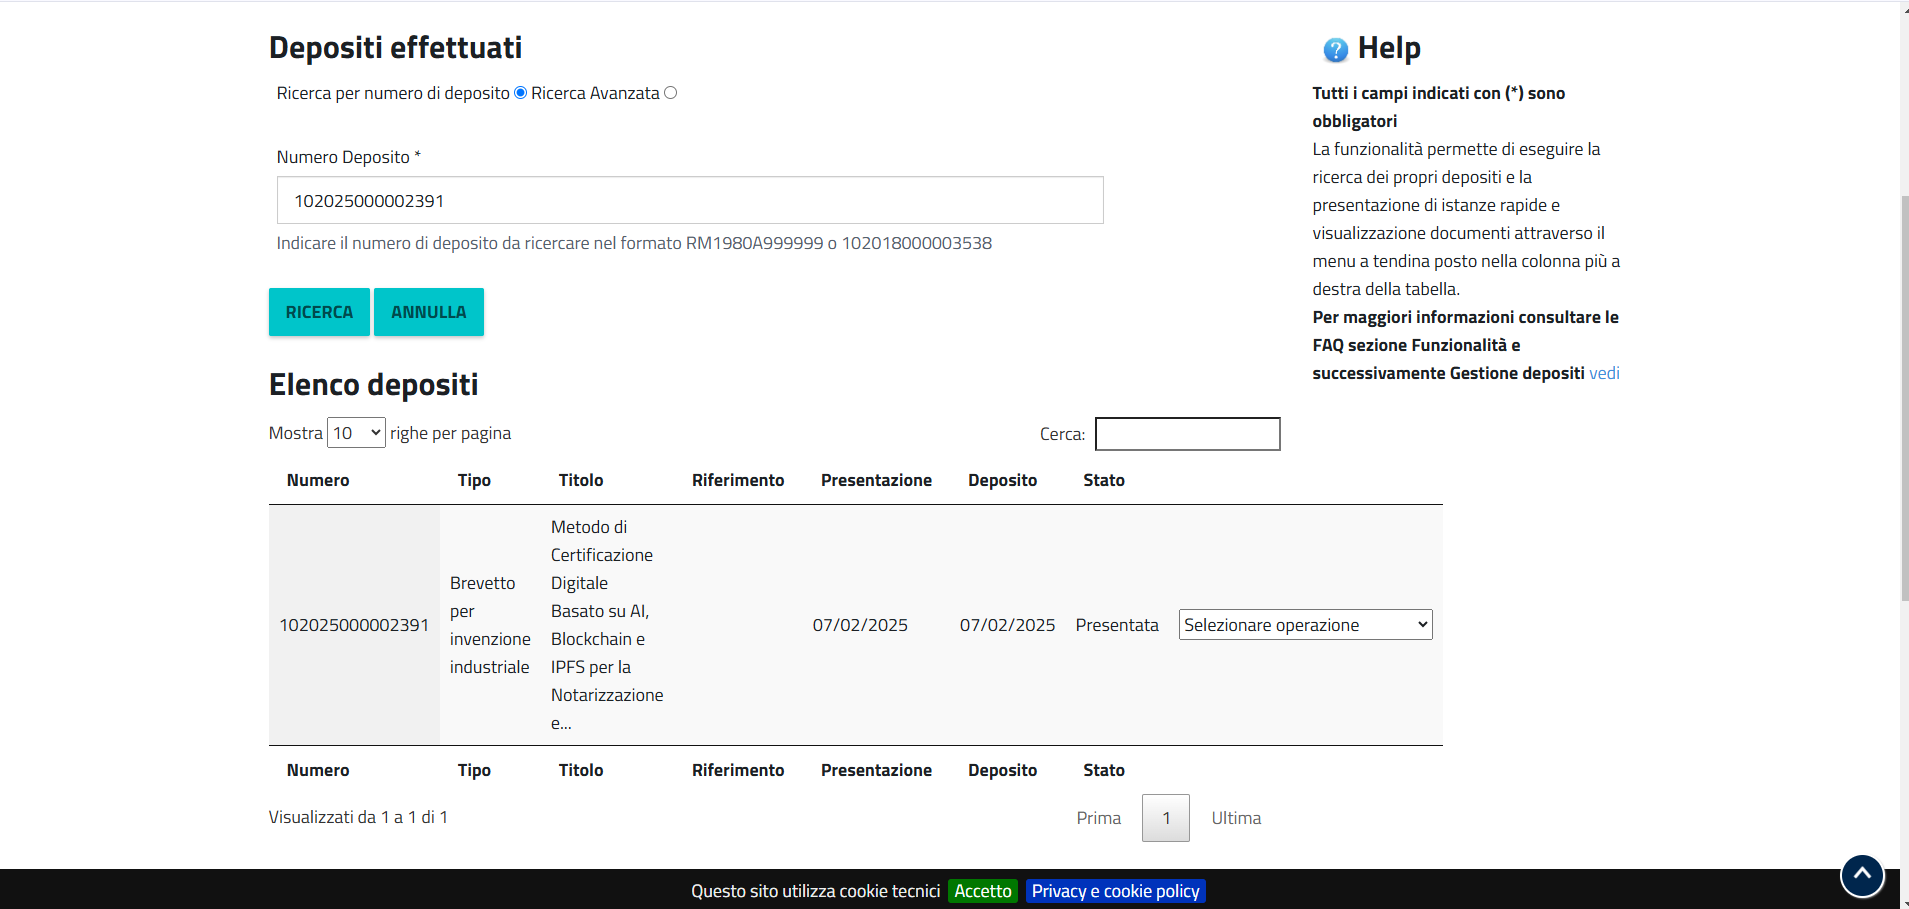 Depositi effettuati
Ricerca per numero di deposito Ricerca Avanzata
Numero Deposito *
102025000002391
Indicare il numero di deposito da ricercare nel formato RM1980A999999 o 102018000003538
RICERCA ANNULLA
Elenco depositi
Mostra 10 righe per pagina
Cerca:
Numero Tipo Titolo Riferimento Presentazione Deposito Stato
102025000002391
Brevetto
per
invenzione
industriale
Metodo di
Certificazione
Digitale
Basato su AI,
Blockchain e
IPFS per la
Notarizzazione
e...
07/02/2025
07/02/2025
Presentata
Selezionare operazione
Numero Tipo Titolo Riferimento Presentazione Deposito Stato
Visualizzati da 1 a 1 di 1
Prima 1 Ultima
? Help
Tutti i campi indicati con (*) sono
obbligatori
La funzionalità permette di eseguire la
ricerca dei propri depositi e la
presentazione di istanze rapide e
visualizzazione documenti attraverso il
menu a tendina posto nella colonna più a
destra della tabella.
Per maggiori informazioni consultare le
FAQ sezione Funzionalità e
successivamente Gestione depositi vedi
Questo sito utilizza cookie tecnici Accetto Privacy e cookie policy